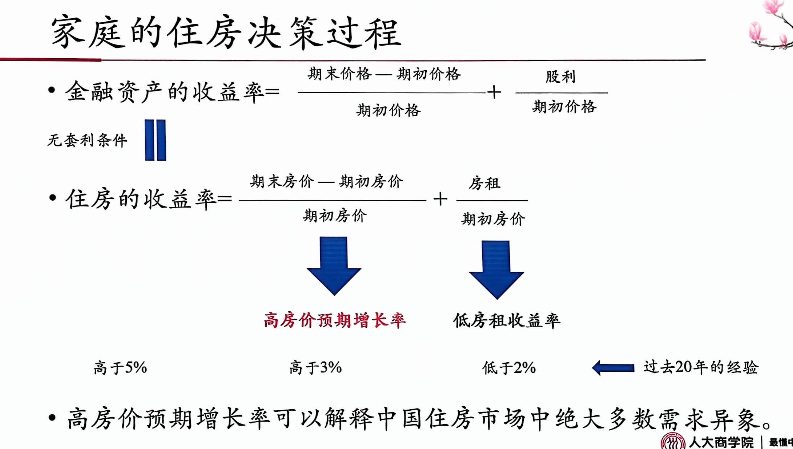 家庭的住房决策过程
• 金融资产的收益率= 期末价格 — 期初价格 / 期初价格 + 股利 / 期初价格
无套利条件
• 住房的收益率= 期末房价 — 期初房价 / 期初房价 + 房租 / 期初房价
高房价预期增长率 低房租收益率
高于5% 高于3% 低于2% 过去20年的经验
• 高房价预期增长率可以解释中国住房市场中绝大多数需求异象。
人大商学院 | 最懂中